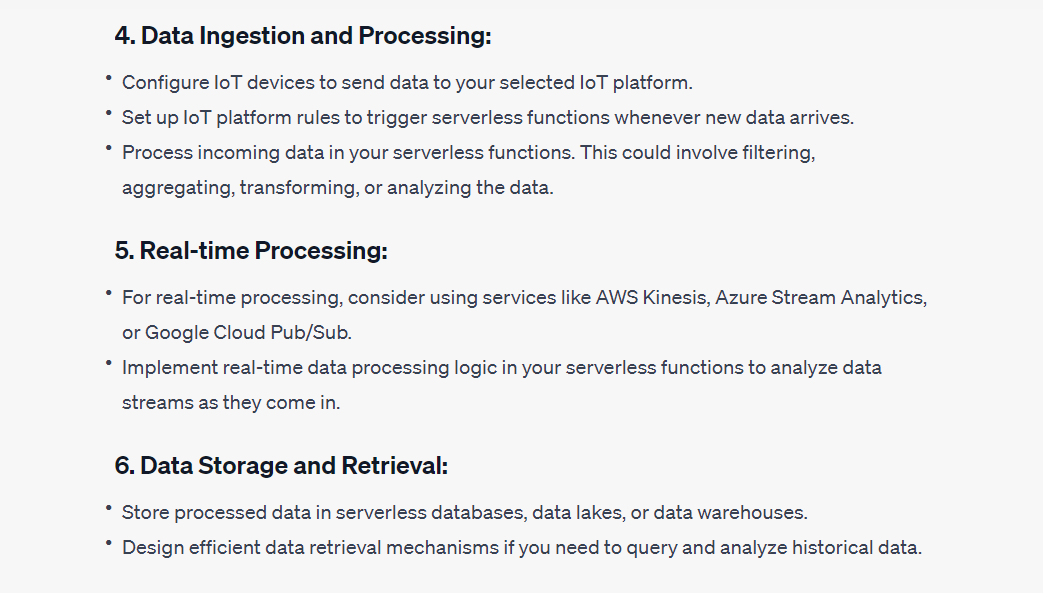 4. Data Ingestion and Processing:
• Configure IoT devices to send data to your selected IoT platform.
• Set up IoT platform rules to trigger serverless functions whenever new data arrives.
• Process incoming data in your serverless functions. This could involve filtering,
aggregating, transforming, or analyzing the data.
5. Real-time Processing:
• For real-time processing, consider using services like AWS Kinesis, Azure Stream Analytics,
or Google Cloud Pub/Sub.
• Implement real-time data processing logic in your serverless functions to analyze data
streams as they come in.
6. Data Storage and Retrieval:
• Store processed data in serverless databases, data lakes, or data warehouses.
• Design efficient data retrieval mechanisms if you need to query and analyze historical data.